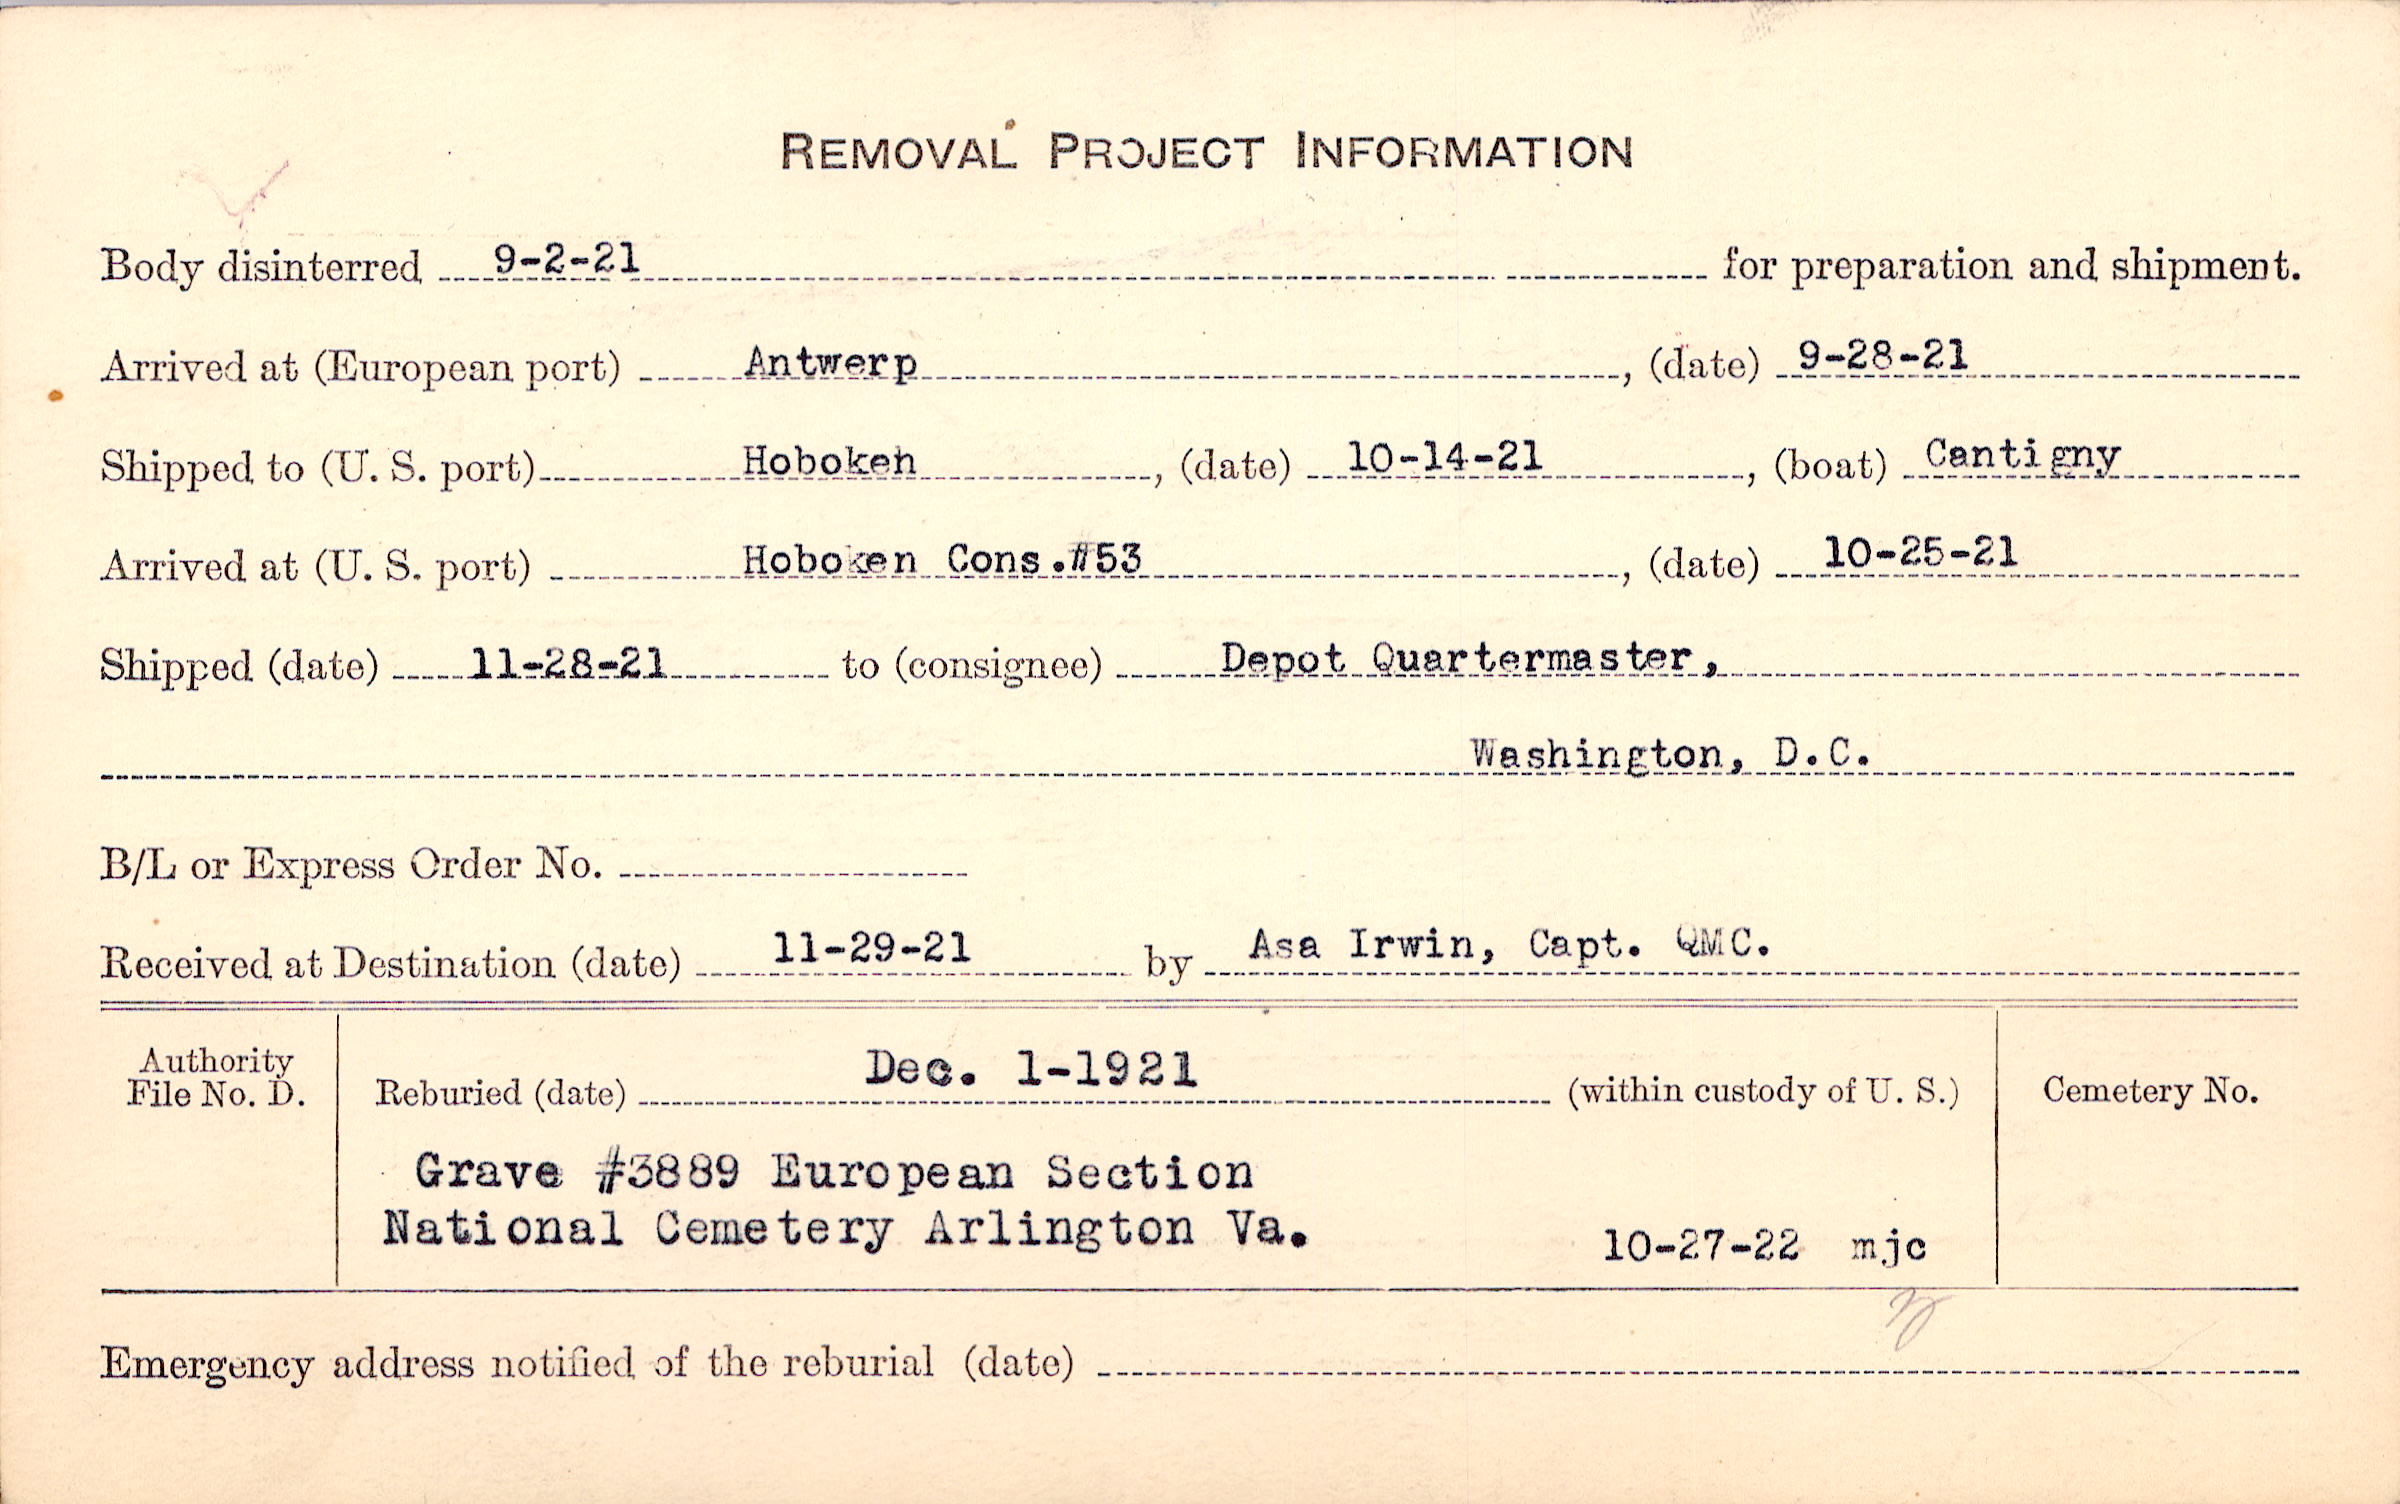 REMOVAL PROJECT INFORMATION
Body disinterred 9-2-21 for preparation and shipment.
Arrived at (European port) Antwerp, (date) 9-28-21
Shipped to (U. S. port) Hoboken, (date) 10-14-21, (boat) Cantigny
Arrived at (U. S. port) Hoboken Cons.#53, (date) 10-25-21
Shipped (date) 11-28-21 to (consignee) Depot Quartermaster,
Washington, D.C.
B/L or Express Order No.
Received at Destination (date) 11-29-21 by Asa Irwin, Capt. QMC.
Authority
File No. D.
Reburied (date) Dec. 1-1921 (within custody of U. S.)
Cemetery No.
Grave #3889 European Section
National Cemetery Arlington Va.
10-27-22 mjc
Emergency address notified of the reburial (date)